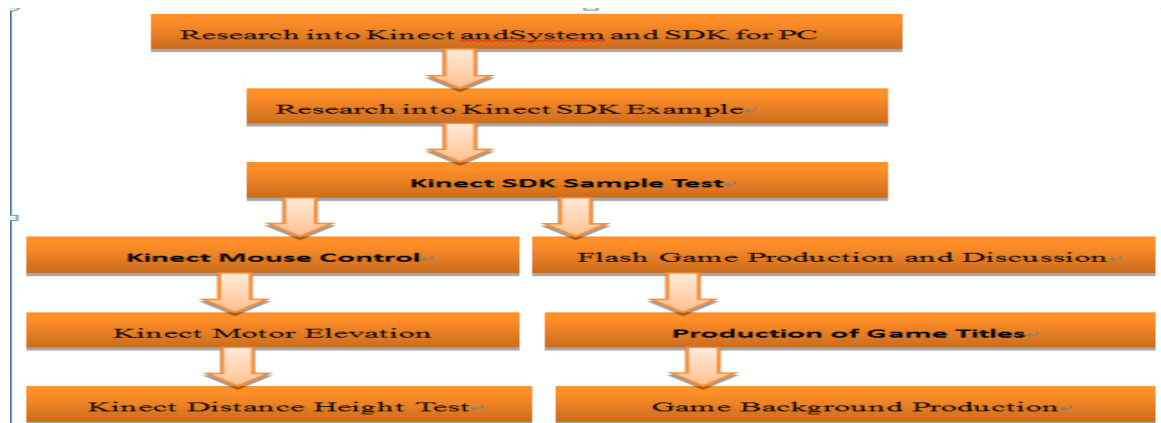 Research into Kinect andSystem and SDK for PC
Research into Kinect SDK Example
Kinect SDK Sample Test
Kinect Mouse Control
Flash Game Production and Discussion
Kinect Motor Elevation
Production of Game Titles
Kinect Distance Height Test
Game Background Production